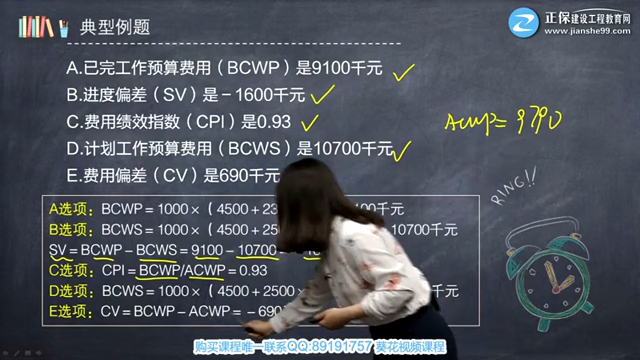 典型例题
正保建设工程教育网
www.jianshe99.com
A.已完工作预算费用（BCWP）是9100千元
B.进度偏差（SV）是－1600千元
C.费用绩效指数（CPI）是0.93
D.计划工作预算费用（BCWS）是10700千元
E.费用偏差（CV）是690千元
ACWP=9790
RING!!
A选项：BCWP＝1000×（4500＋23 00千元
B选项：BCWS＝1000×（4500＋25 10700千元
SV＝BCWP－BCWS＝9100－10700
C选项：CPI＝BCWP/ACWP＝0.93
D选项：BCWS＝1000×（4500＋2500 千元
E选项：CV＝BCWP－ACWP＝－690
购买课程唯一联系QQ:89191757 葵花视频课程